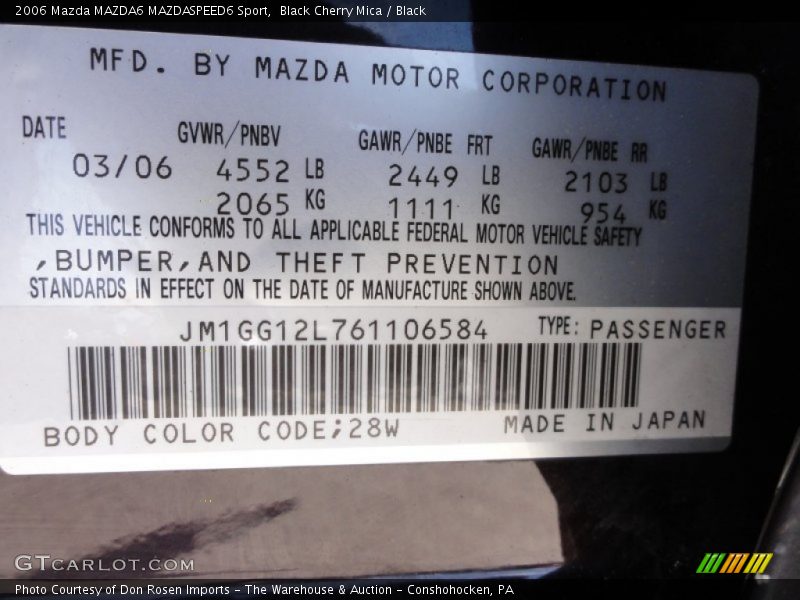 2006 Mazda MAZDA6 MAZDASPEED6 Sport,  Black Cherry Mica / Black
MFD. BY MAZDA MOTOR CORPORATION
DATE GVWR/PNBV GAWR/PNBE FRT GAWR/PNBE RR
03/06 4552 LB 2449 LB 2103 LB
2065 KG 1111 KG 954 KG
THIS VEHICLE CONFORMS TO ALL APPLICABLE FEDERAL MOTOR VEHICLE SAFETY
,BUMPER,AND THEFT PREVENTION
STANDARDS IN EFFECT ON THE DATE OF MANUFACTURE SHOWN ABOVE.
JM1GG12L761106584 TYPE: PASSENGER
BODY COLOR CODE;28W MADE IN JAPAN
GTCARLOT.COM
Photo Courtesy of Don Rosen Imports - The Warehouse & Auction - Conshohocken, PA